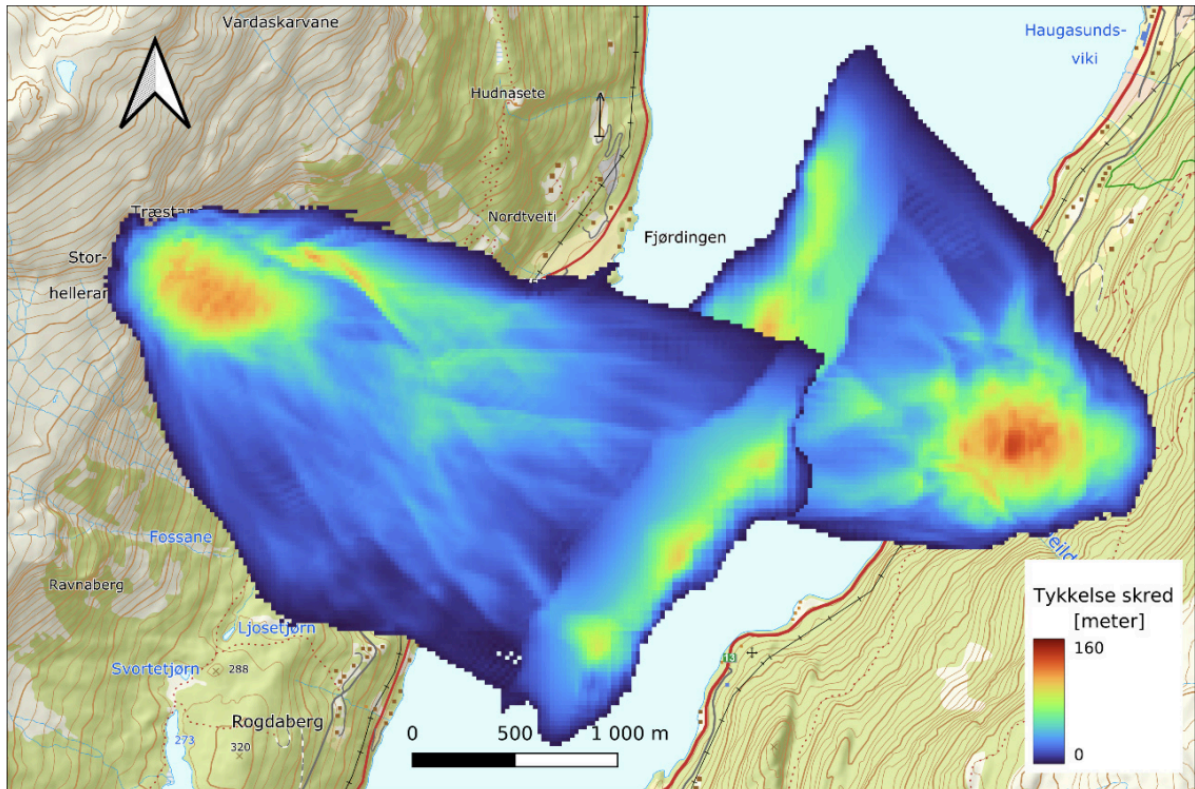 Vardaskarvane
Haugasunds-
viki
Hudnasete
Træstan
Nordtveiti
Fjørdingen
Stor-
hellerar
Fossane
Ravnaberg
Ljosetjørn
288
Svortetjørn
Rogdaberg
273
320
0 500 1 000 m
Tykkelse skred
[meter]
160
0